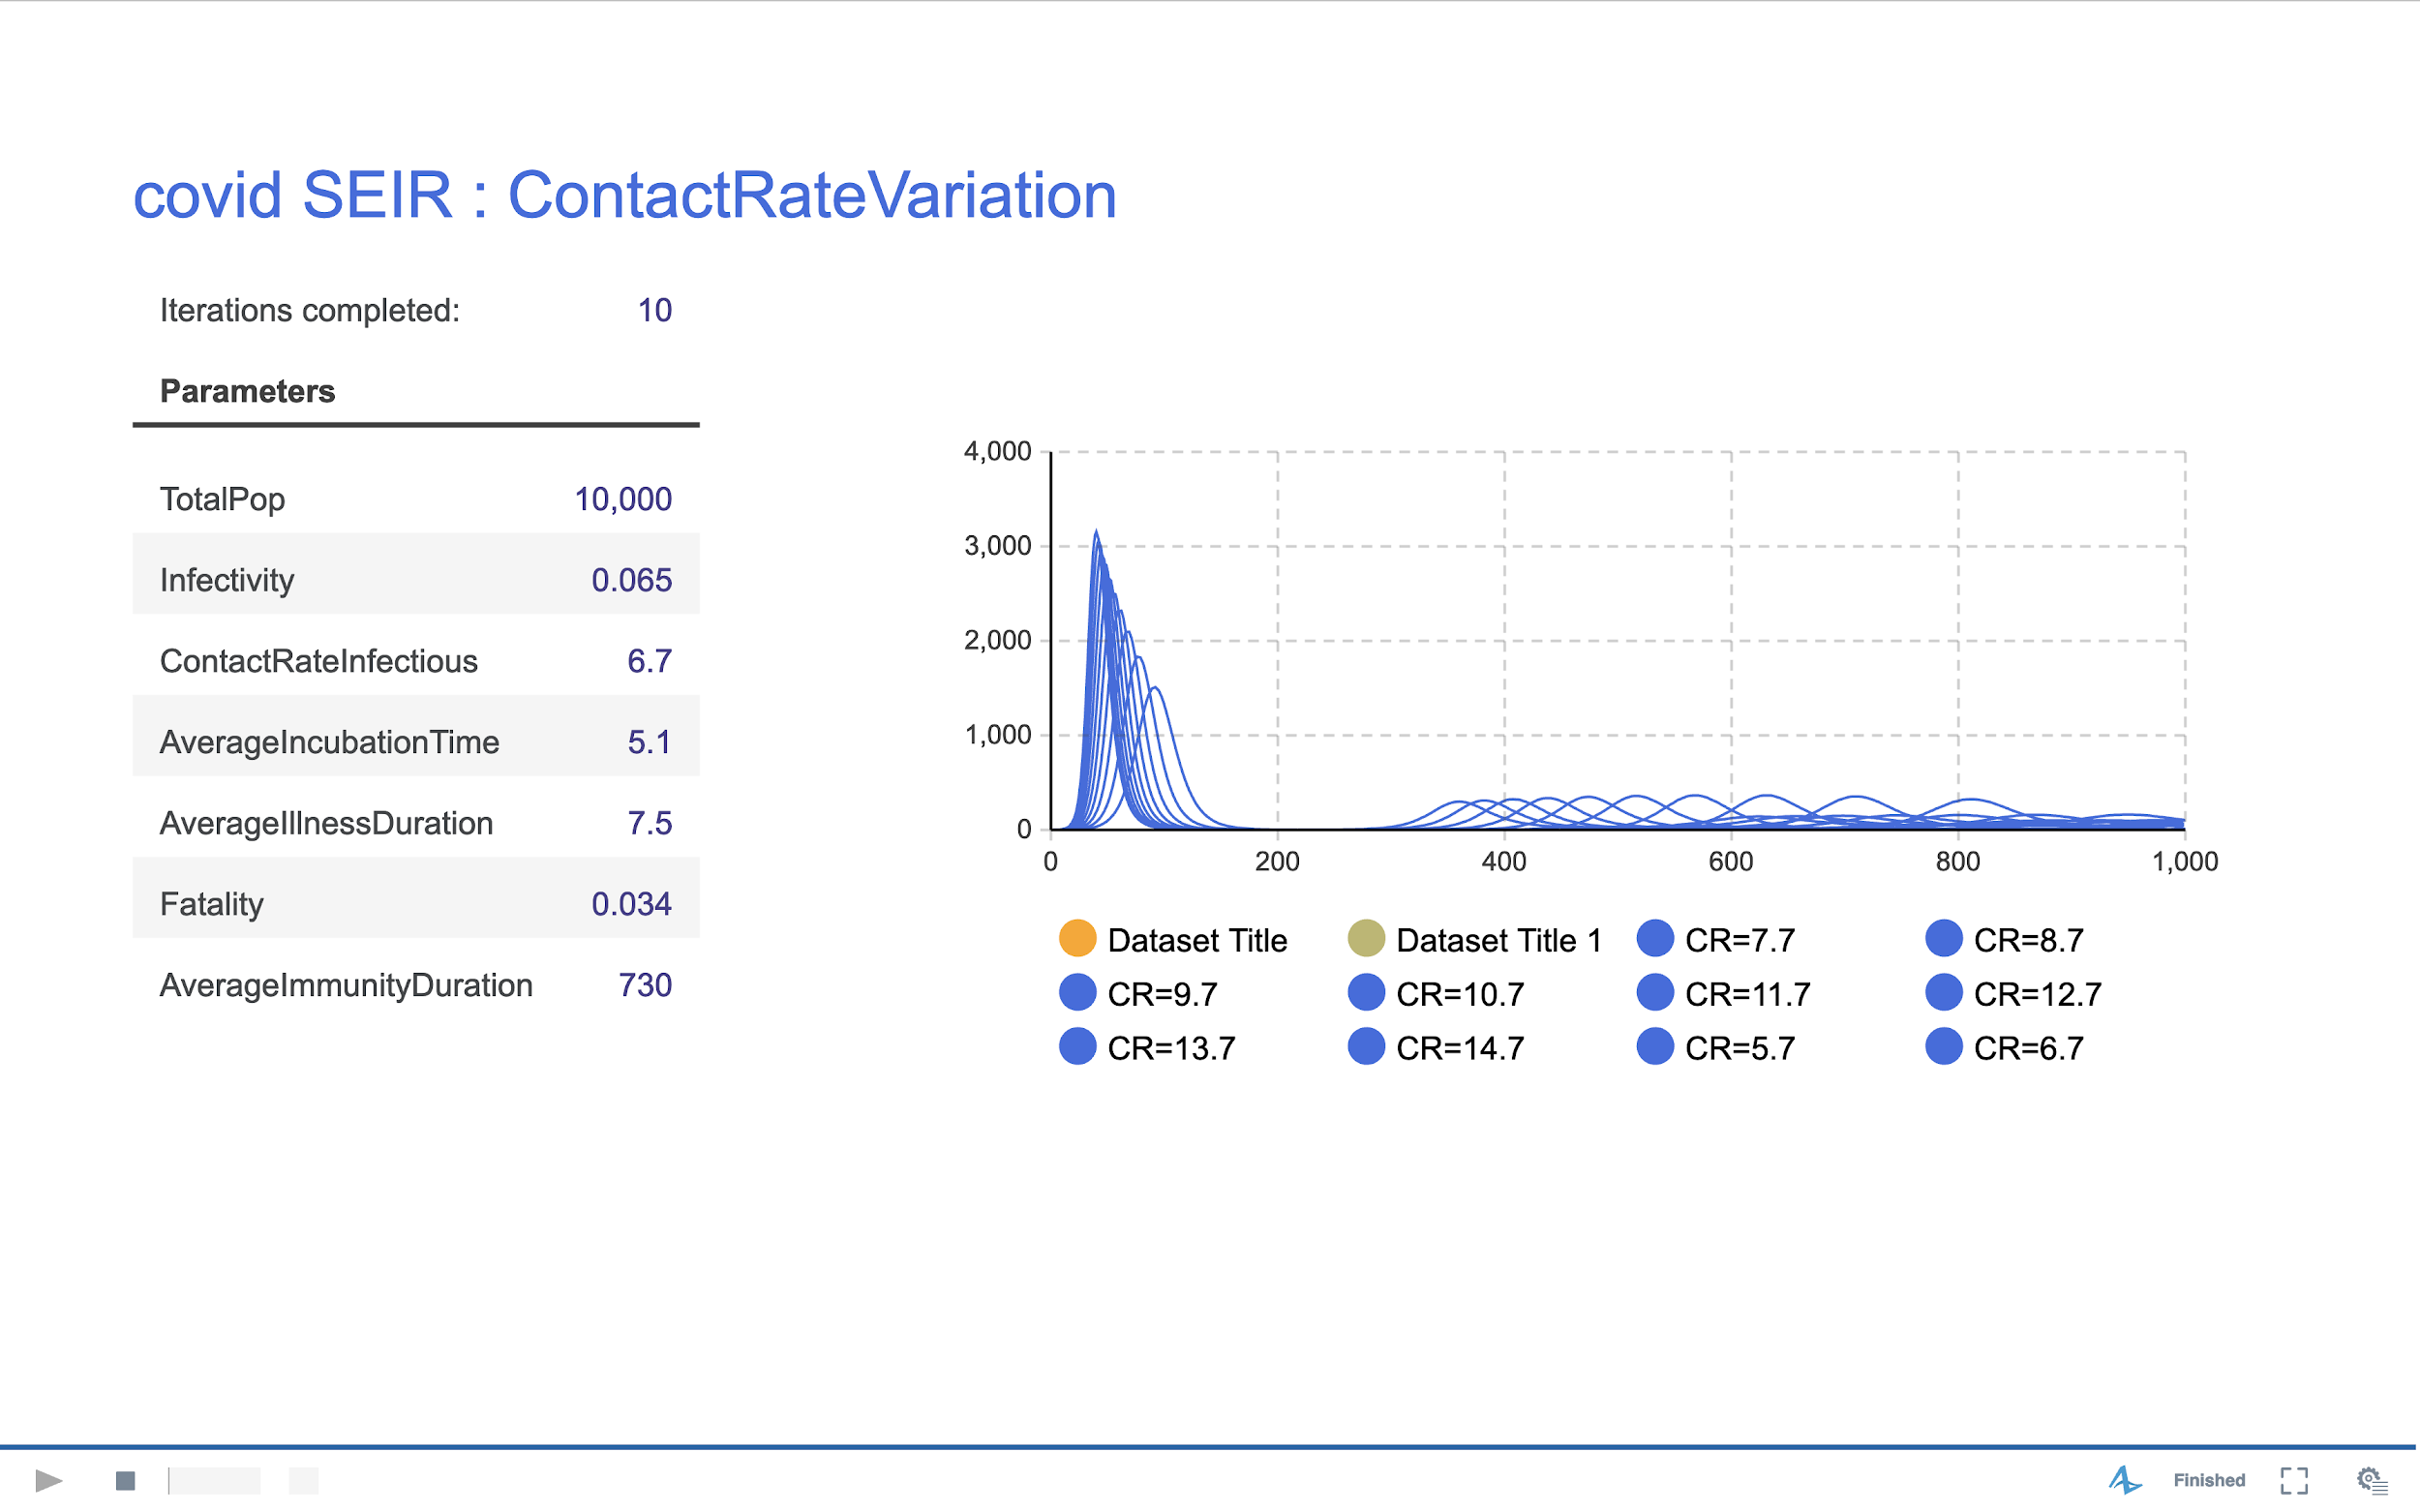 covid SEIR : ContactRateVariation
Iterations completed: 10
Parameters
TotalPop 10,000
Infectivity 0.065
ContactRateInfectious 6.7
AverageIncubationTime 5.1
AverageIllnessDuration 7.5
Fatality 0.034
AverageImmunityDuration 730
4,000
3,000
2,000
1,000
0
0 200 400 600 800 1,000
Dataset Title Dataset Title 1 CR=7.7 CR=8.7
CR=9.7 CR=10.7 CR=11.7 CR=12.7
CR=13.7 CR=14.7 CR=5.7 CR=6.7
Finished